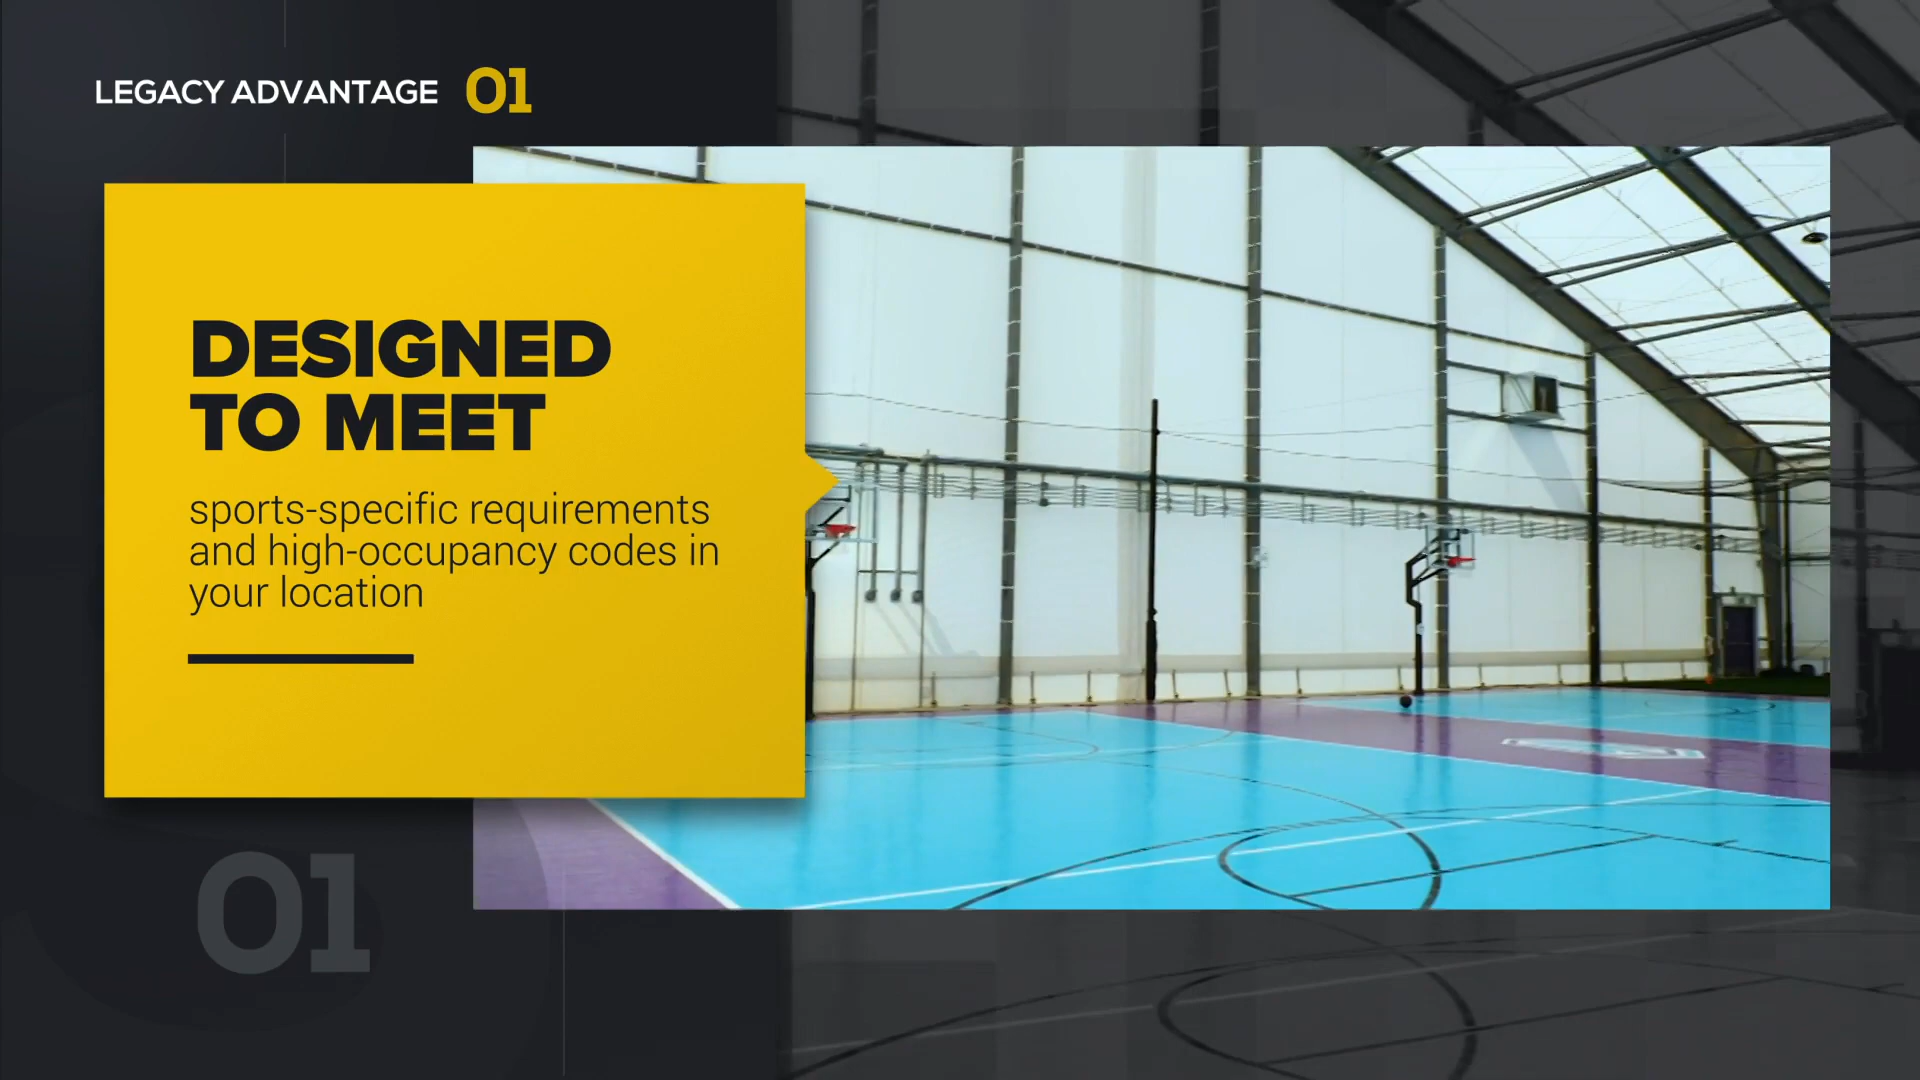 LEGACY ADVANTAGE 01
DESIGNED
TO MEET
sports-specific requirements
and high-occupancy codes in
your location
01